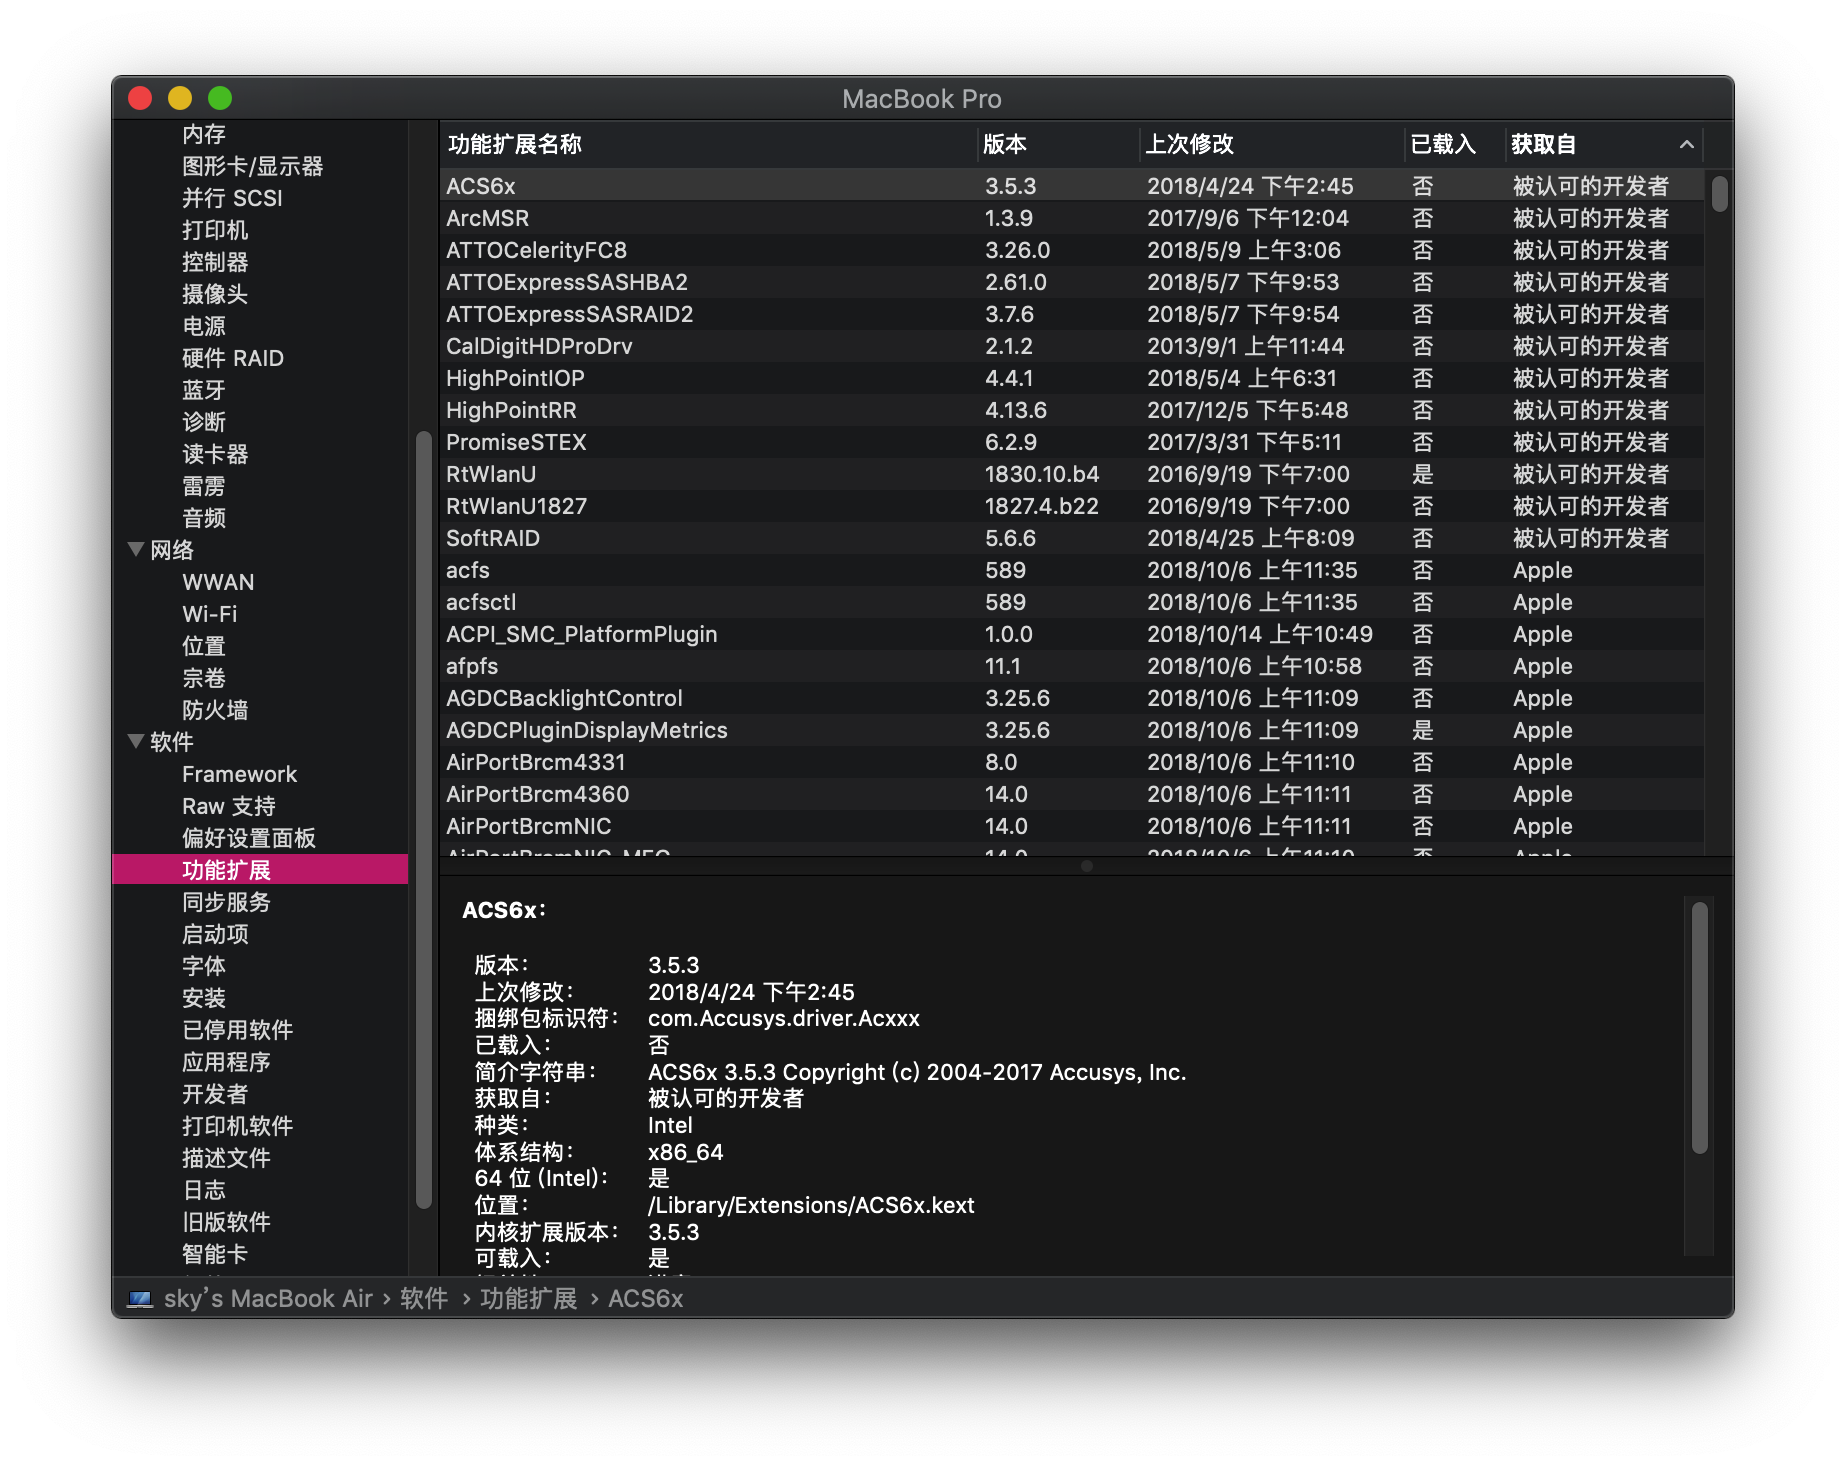 MacBook Pro
内存
图形卡/显示器
并行 SCSI
打印机
控制器
摄像头
电源
硬件 RAID
蓝牙
诊断
读卡器
雷雳
音频
网络
WWAN
Wi-Fi
位置
宗卷
防火墙
软件
Framework
Raw 支持
偏好设置面板
功能扩展
同步服务
启动项
字体
安装
已停用软件
应用程序
开发者
打印机软件
描述文件
日志
旧版软件
智能卡
功能扩展名称 版本 上次修改 已载入 获取自
ACS6x 3.5.3 2018/4/24 下午2:45 否 被认可的开发者
ArcMSR 1.3.9 2017/9/6 下午12:04 否 被认可的开发者
ATTOCelerityFC8 3.26.0 2018/5/9 上午3:06 否 被认可的开发者
ATTOExpressSASHBA2 2.61.0 2018/5/7 下午9:53 否 被认可的开发者
ATTOExpressSASRAID2 3.7.6 2018/5/7 下午9:54 否 被认可的开发者
CalDigitHDProDrv 2.1.2 2013/9/1 上午11:44 否 被认可的开发者
HighPointIOP 4.4.1 2018/5/4 上午6:31 否 被认可的开发者
HighPointRR 4.13.6 2017/12/5 下午5:48 否 被认可的开发者
PromiseSTEX 6.2.9 2017/3/31 下午5:11 否 被认可的开发者
RtWlanU 1830.10.b4 2016/9/19 下午7:00 是 被认可的开发者
RtWlanU1827 1827.4.b22 2016/9/19 下午7:00 否 被认可的开发者
SoftRAID 5.6.6 2018/4/25 上午8:09 否 被认可的开发者
acfs 589 2018/10/6 上午11:35 否 Apple
acfsctl 589 2018/10/6 上午11:35 否 Apple
ACPI_SMC_PlatformPlugin 1.0.0 2018/10/14 上午10:49 否 Apple
afpfs 11.1 2018/10/6 上午10:58 否 Apple
AGDCBacklightControl 3.25.6 2018/10/6 上午11:09 否 Apple
AGDCPluginDisplayMetrics 3.25.6 2018/10/6 上午11:09 是 Apple
AirPortBrcm4331 8.0 2018/10/6 上午11:10 否 Apple
AirPortBrcm4360 14.0 2018/10/6 上午11:11 否 Apple
AirPortBrcmNIC 14.0 2018/10/6 上午11:11 否 Apple
ACS6x：
版本： 3.5.3
上次修改： 2018/4/24 下午2:45
捆绑包标识符： com.Accusys.driver.Acxxx
已载入： 否
简介字符串： ACS6x 3.5.3 Copyright (c) 2004-2017 Accusys, Inc.
获取自： 被认可的开发者
种类： Intel
体系结构： x86_64
64 位 (Intel)： 是
位置： /Library/Extensions/ACS6x.kext
内核扩展版本： 3.5.3
可载入： 是
sky’s MacBook Air › 软件 › 功能扩展 › ACS6x